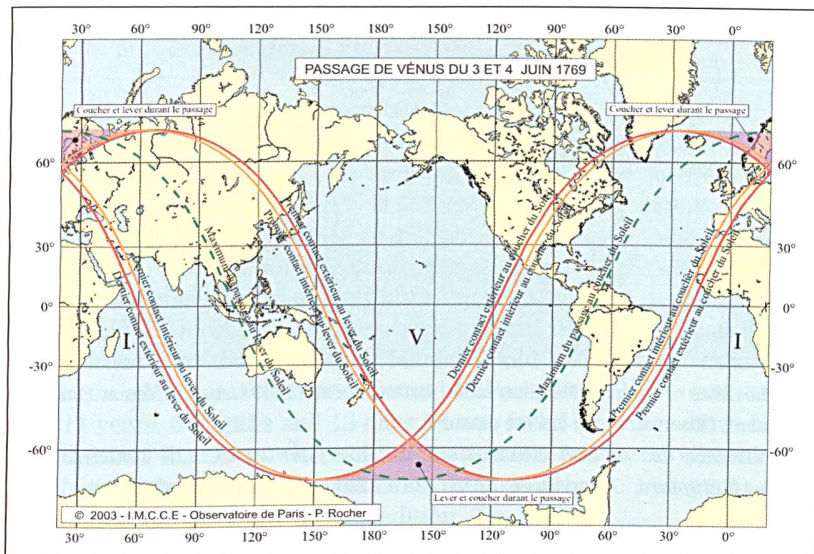 30° 60° 90° 120° 150° 180° 150° 120° 90° 60° 30° 0°
PASSAGE DE VÉNUS DU 3 ET 4 JUIN 1769
Coucher et lever durant le passage
Coucher et lever durant le passage
60° 60°
30° 30°
0° 0°
-30° -30°
-60° -60°
Premier contact extérieur au lever du Soleil
Premier contact intérieur au lever du Soleil
Maximum du passage au lever du Soleil
Dernier contact intérieur au lever du Soleil
Dernier contact extérieur au lever du Soleil
Dernier contact extérieur au coucher du Soleil
Dernier contact intérieur au coucher du Soleil
Maximum du passage au coucher du Soleil
Premier contact intérieur au coucher du Soleil
Premier contact extérieur au coucher du Soleil
I V I
Lever et coucher durant le passage
© 2003 - I.M.C.C.E - Observatoire de Paris - P. Rocher
30° 60° 90° 120° 150° 180° 150° 120° 90° 60° 30° 0°